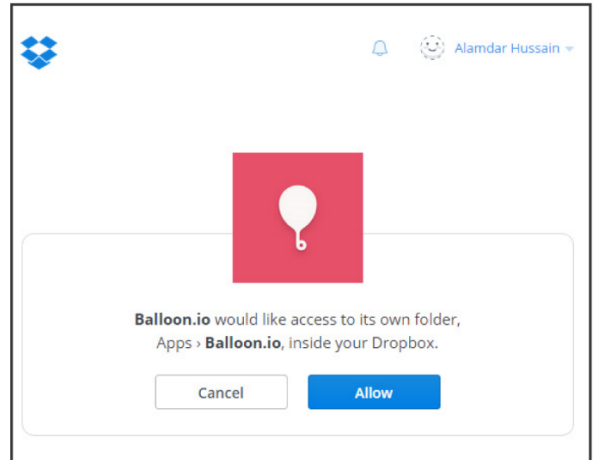 Alamdar Hussain
Balloon.io would like access to its own folder,
Apps › Balloon.io, inside your Dropbox.
Cancel
Allow